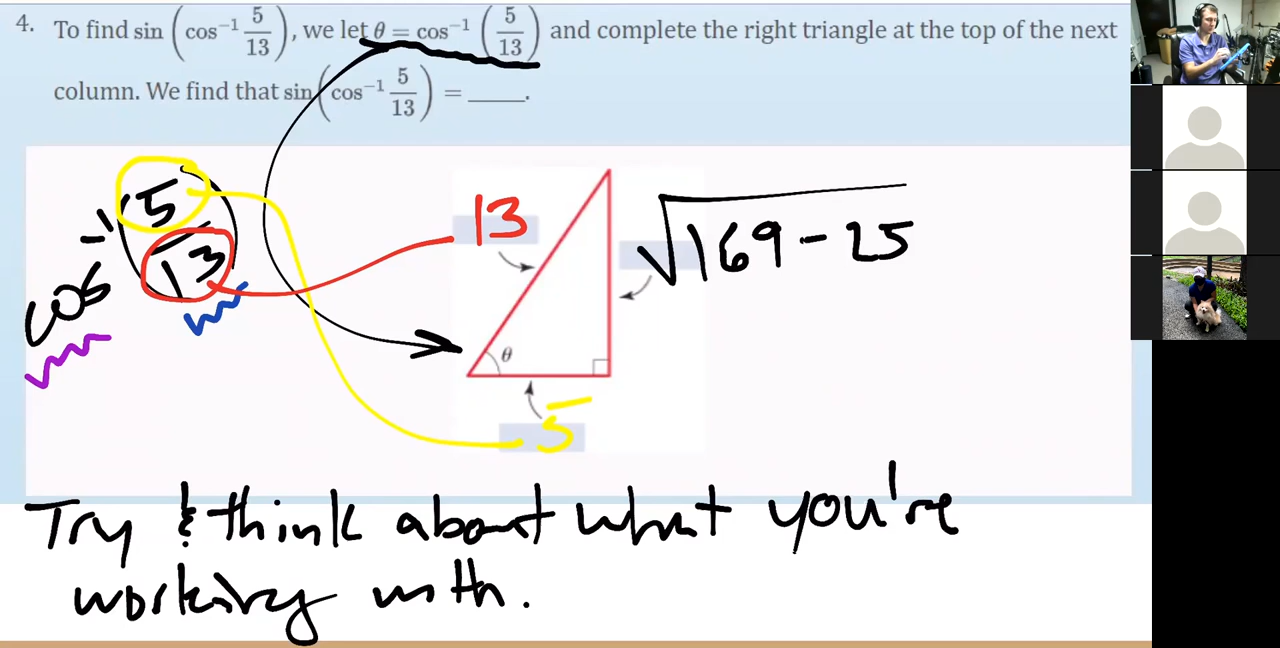 4. To find sin (cos⁻¹ 5/13), we let θ = cos⁻¹ (5/13) and complete the right triangle at the top of the next
column. We find that sin(cos⁻¹ 5/13) = _____.
cos⁻¹ (5/13)
13
√169 - 25
θ
5
Try & think about what you're
working with.